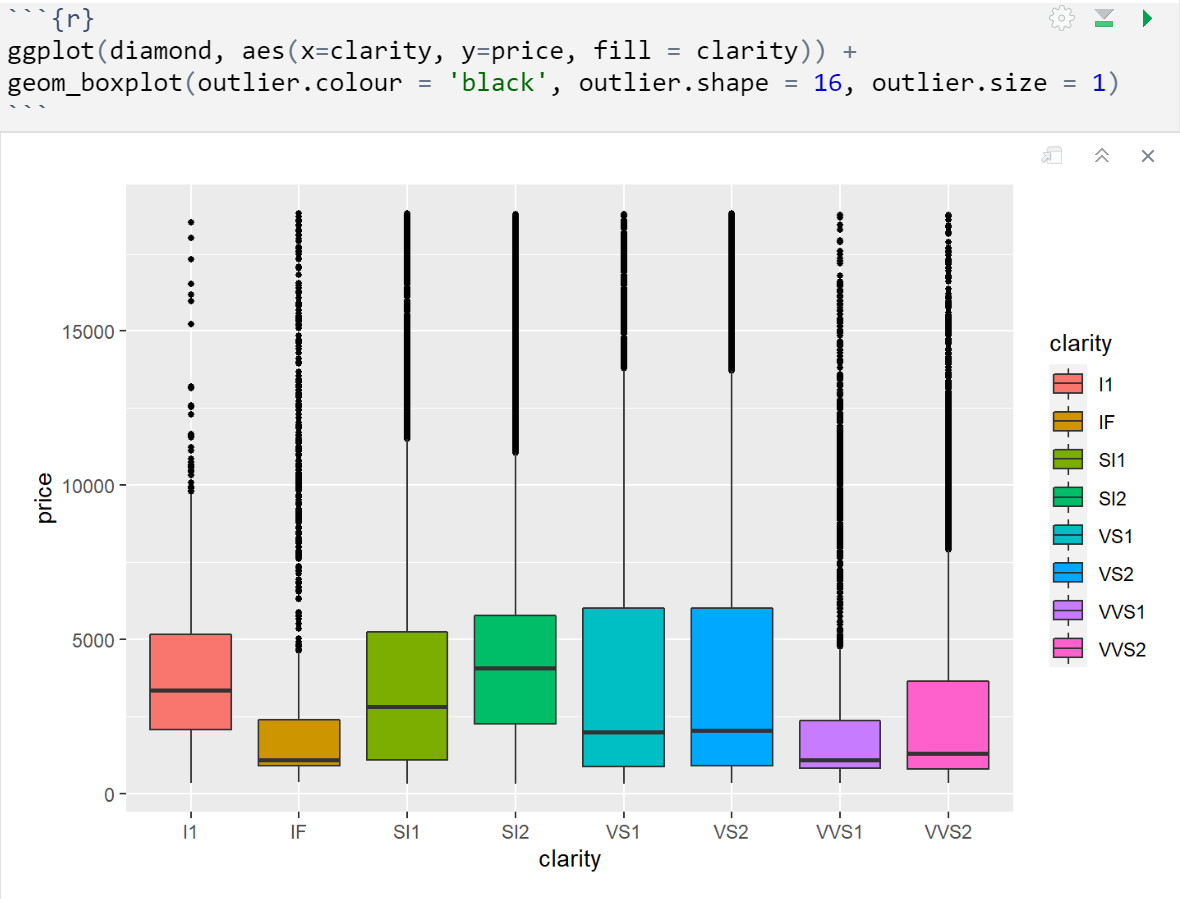 ```{r}
ggplot(diamond, aes(x=clarity, y=price, fill = clarity)) +
geom_boxplot(outlier.colour = 'black', outlier.shape = 16, outlier.size = 1)
```
15000
10000
5000
0
price
I1 IF SI1 SI2 VS1 VS2 VVS1 VVS2
clarity
clarity
I1
IF
SI1
SI2
VS1
VS2
VVS1
VVS2